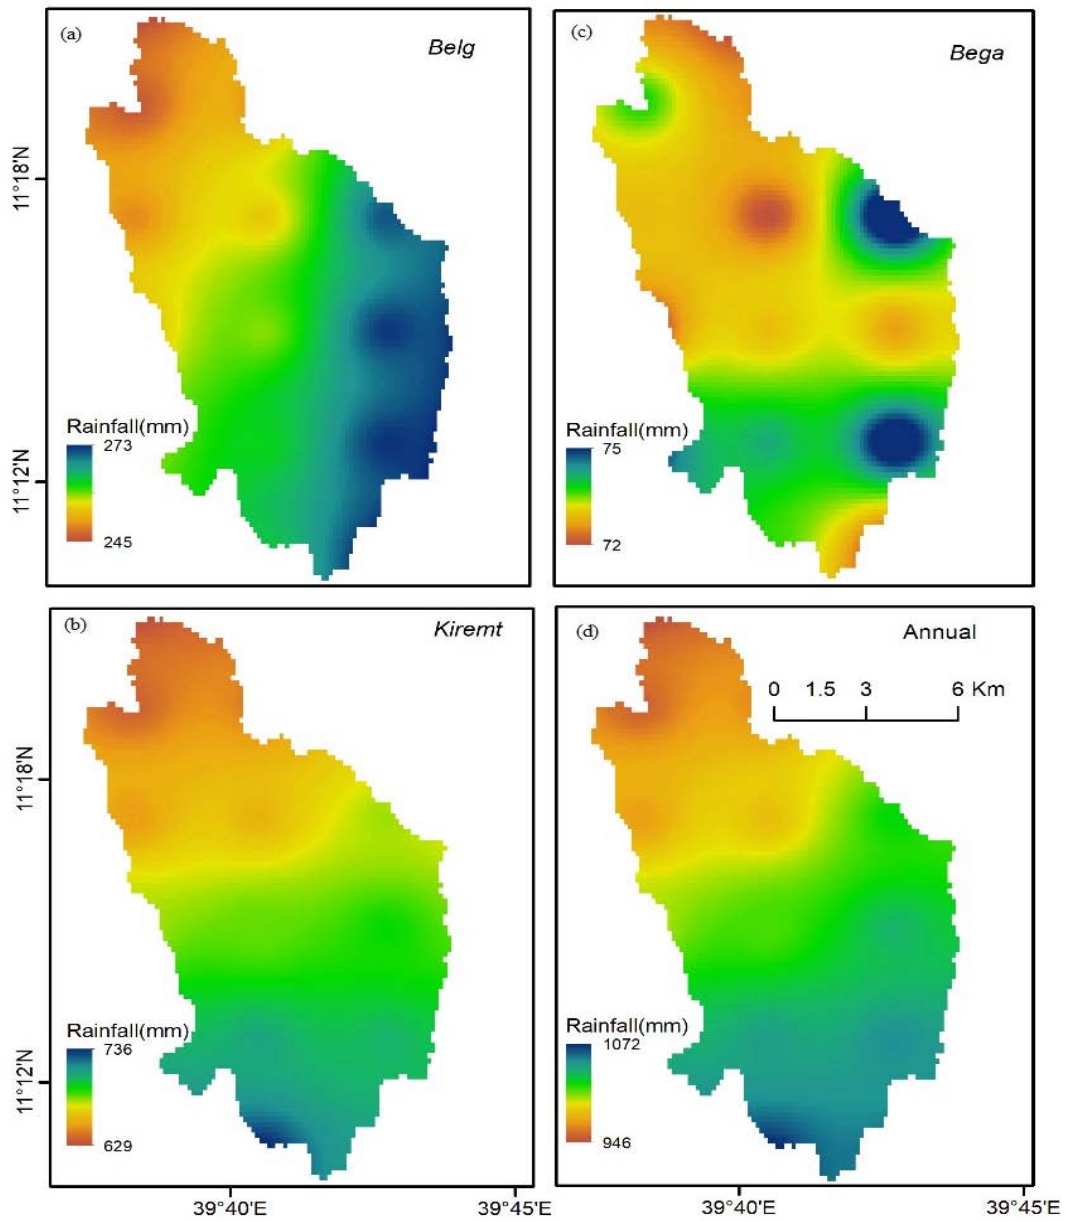 (a)
Belg
11°18'N
Rainfall(mm)
273
245
11°12'N
(c)
Bega
Rainfall(mm)
75
72
(b)
Kiremt
11°18'N
Rainfall(mm)
736
629
11°12'N
39°40'E
39°45'E
(d)
Annual
0 1.5 3 6 Km
Rainfall(mm)
1072
946
39°40'E
39°45'E